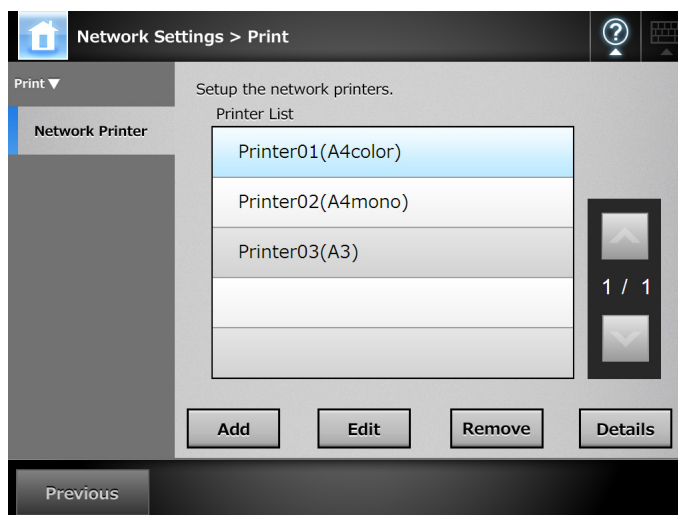 Network Settings > Print
?
Print ▼
Network Printer
Setup the network printers.
Printer List
Printer01(A4color)
Printer02(A4mono)
Printer03(A3)
1 / 1
Add Edit Remove Details
Previous